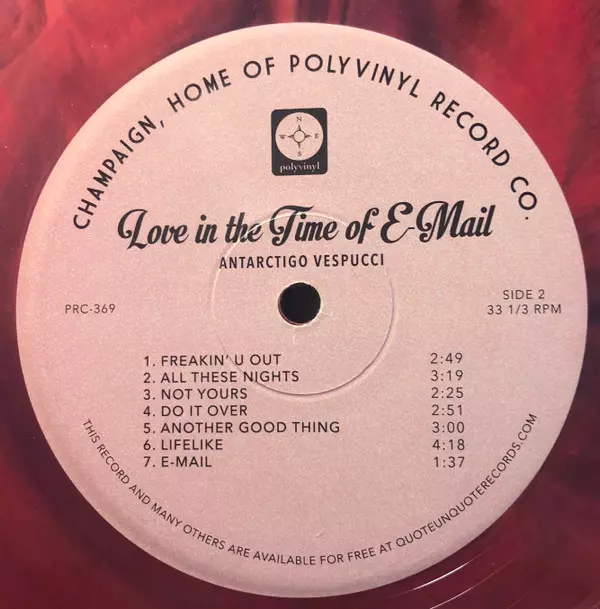 CHAMPAIGN, HOME OF POLYVINYL RECORD CO.
N
W E
S
polyvinyl
Love in the Time of E-Mail
ANTARCTIGO VESPUCCI
PRC-369
SIDE 2
33 1/3 RPM
1. FREAKIN' U OUT 2:49
2. ALL THESE NIGHTS 3:19
3. NOT YOURS 2:25
4. DO IT OVER 2:51
5. ANOTHER GOOD THING 3:00
6. LIFELIKE 4:18
7. E-MAIL 1:37
THIS RECORD AND MANY OTHERS ARE AVAILABLE FOR FREE AT QUOTEUNQUOTERECORDS.COM